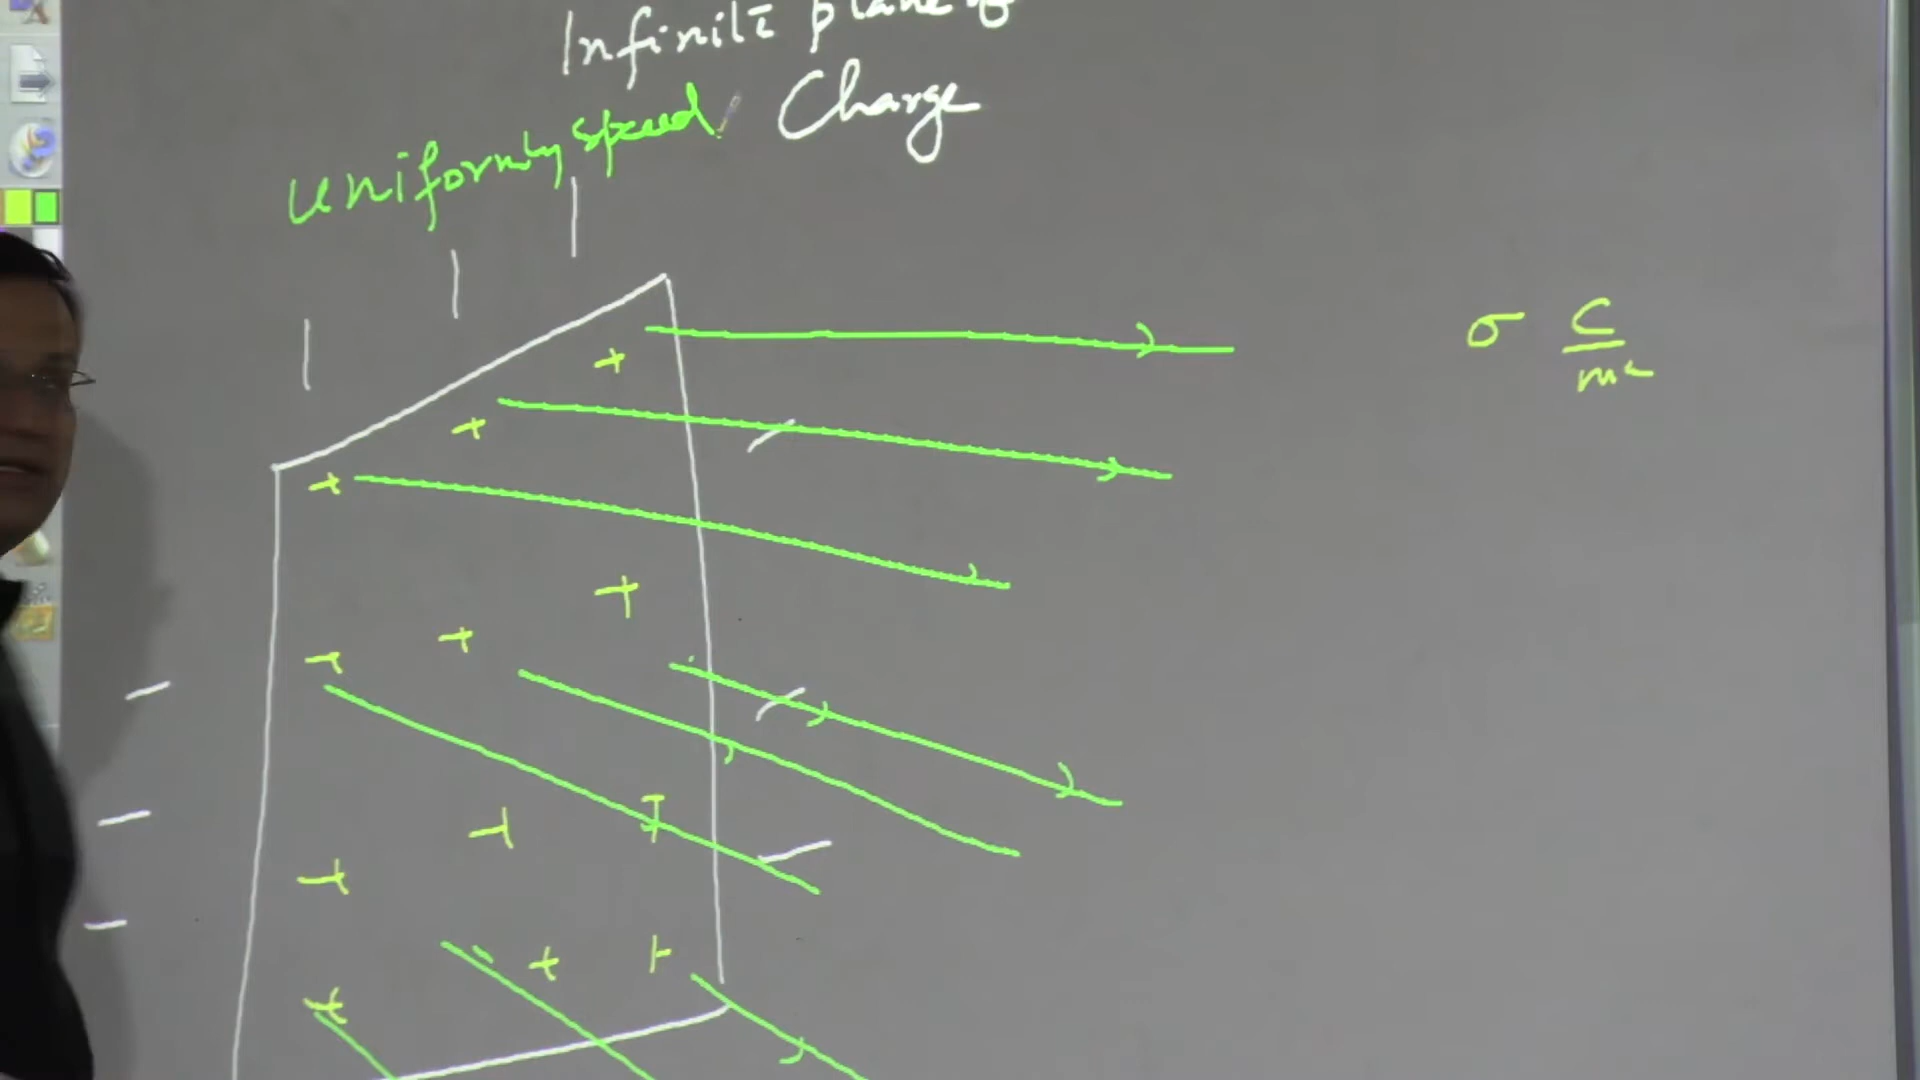 Infinite plane of
uniformly spread Charge
σ C/m²
+ + +
+ + +
+ + +
+ + +